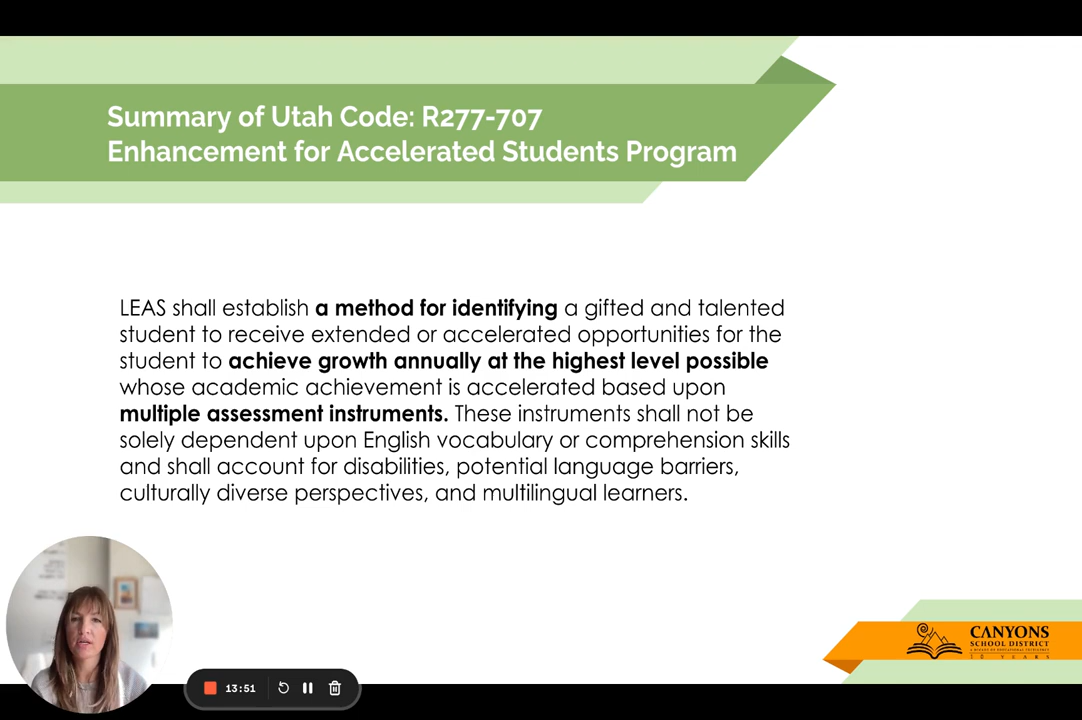 Summary of Utah Code: R277-707
Enhancement for Accelerated Students Program
LEAS shall establish a method for identifying a gifted and talented
student to receive extended or accelerated opportunities for the
student to achieve growth annually at the highest level possible
whose academic achievement is accelerated based upon
multiple assessment instruments. These instruments shall not be
solely dependent upon English vocabulary or comprehension skills
and shall account for disabilities, potential language barriers,
culturally diverse perspectives, and multilingual learners.
CANYONS
SCHOOL DISTRICT
10 YEARS
13:51